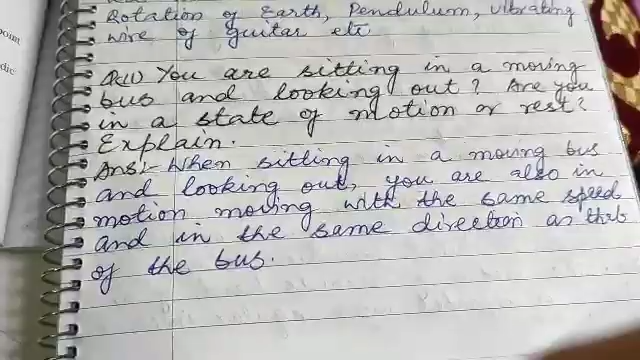 Rotation of Earth, Pendulum, vibrating
wire of guitar etc
You are sitting in a moving
bus and looking out? Are you
in a state of motion or rest?
Explain.
Ans:- When sitting in a moving bus
and looking out, you are also in
motion moving with the same speed
and in the same direction as that
of the bus.
point
dic